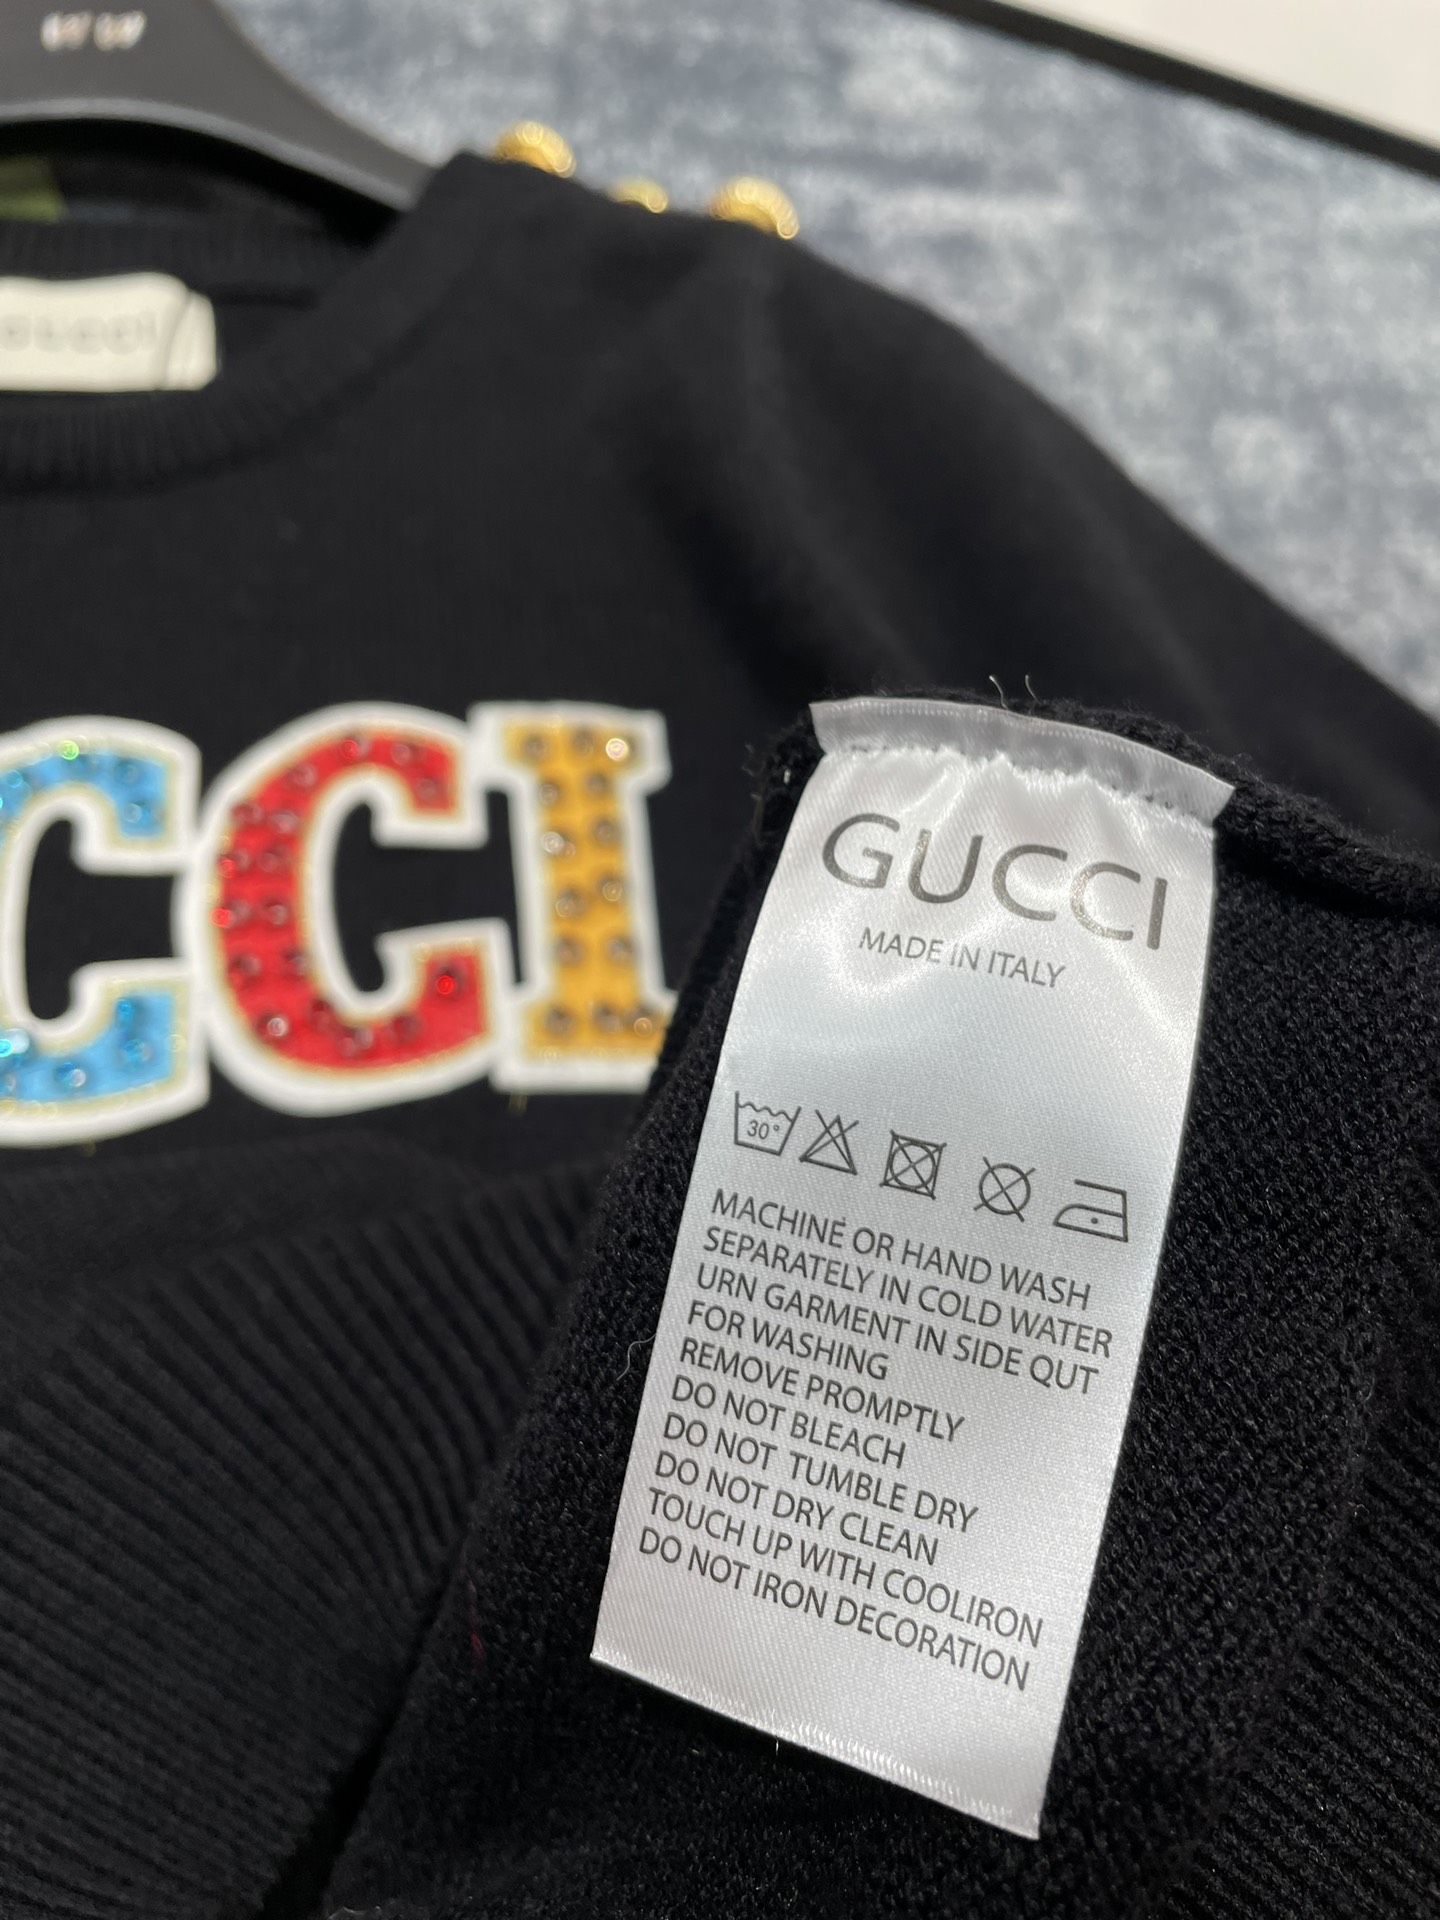 GUCCI
CCI
GUCCI
MADE IN ITALY
30°
MACHINE OR HAND WASH
SEPARATELY IN COLD WATER
URN GARMENT IN SIDE QUT
FOR WASHING
REMOVE PROMPTLY
DO NOT BLEACH
DO NOT TUMBLE DRY
DO NOT DRY CLEAN
TOUCH UP WITH COOLIRON
DO NOT IRON DECORATION